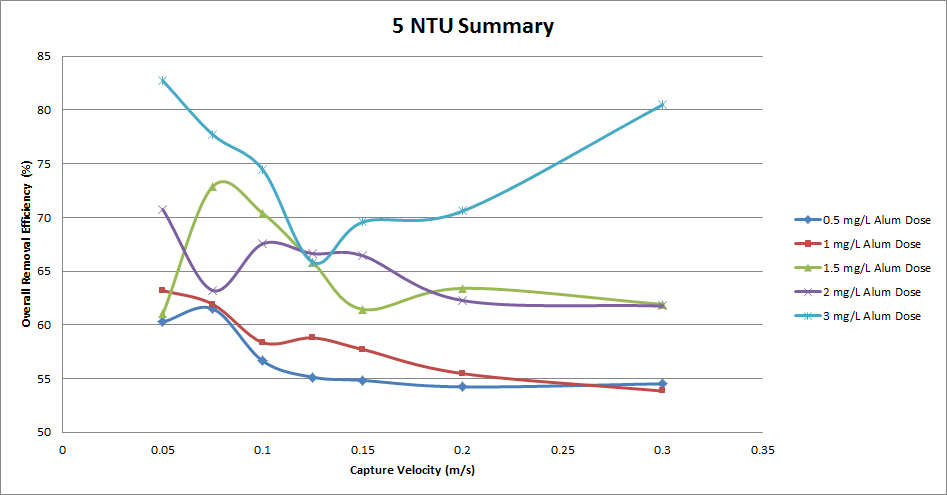 5 NTU Summary
85
80
75
70
65
60
55
50
Overall Removal Efficiency (%)
0 0.05 0.1 0.15 0.2 0.25 0.3 0.35
Capture Velocity (m/s)
0.5 mg/L Alum Dose
1 mg/L Alum Dose
1.5 mg/L Alum Dose
2 mg/L Alum Dose
3 mg/L Alum Dose